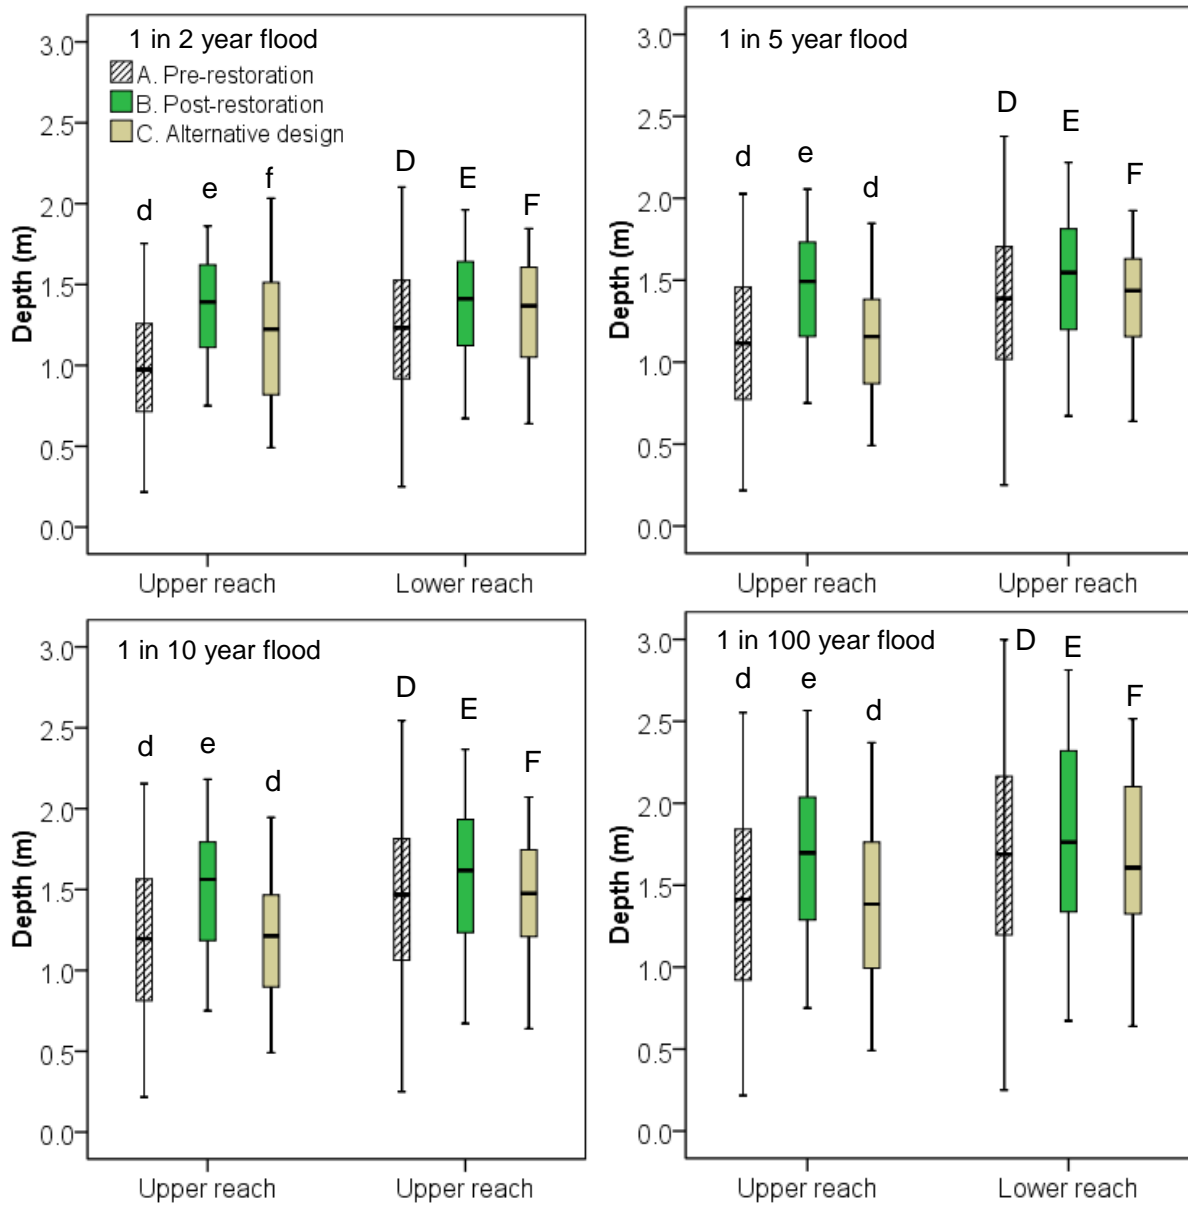 1 in 2 year flood
A. Pre-restoration
B. Post-restoration
C. Alternative design
3.0
2.5
2.0
1.5
1.0
0.5
0.0
Depth (m)
d
e
f
D
E
F
Upper reach
Lower reach
1 in 5 year flood
3.0
2.5
2.0
1.5
1.0
0.5
0.0
Depth (m)
d
e
d
D
E
F
Upper reach
Upper reach
1 in 10 year flood
3.0
2.5
2.0
1.5
1.0
0.5
0.0
Depth (m)
d
e
d
D
E
F
Upper reach
Upper reach
1 in 100 year flood
3.0
2.5
2.0
1.5
1.0
0.5
0.0
Depth (m)
d
e
d
D
E
F
Upper reach
Lower reach